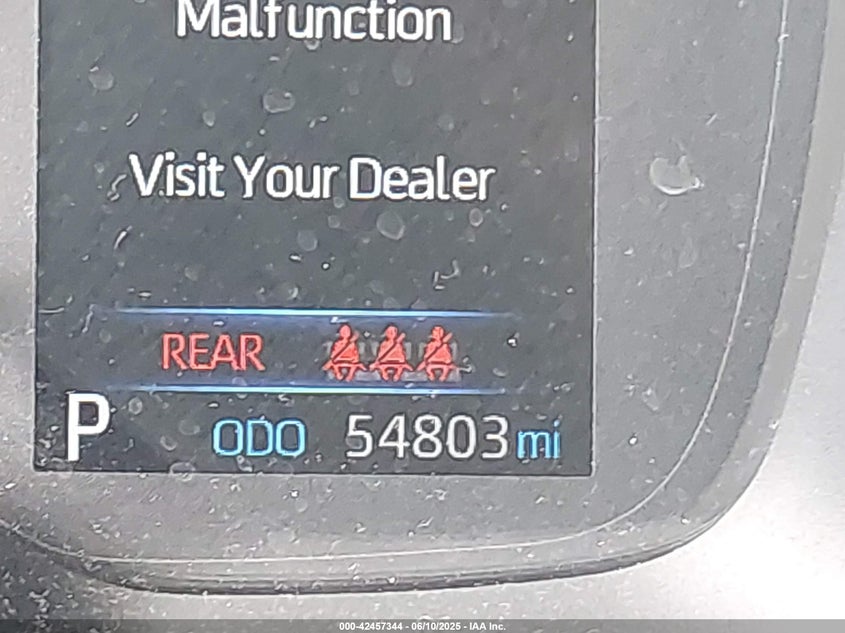 Malfunction
Visit Your Dealer
REAR
P ODO 54803 mi
000-42457344 - 06/10/2025 - IAA Inc.